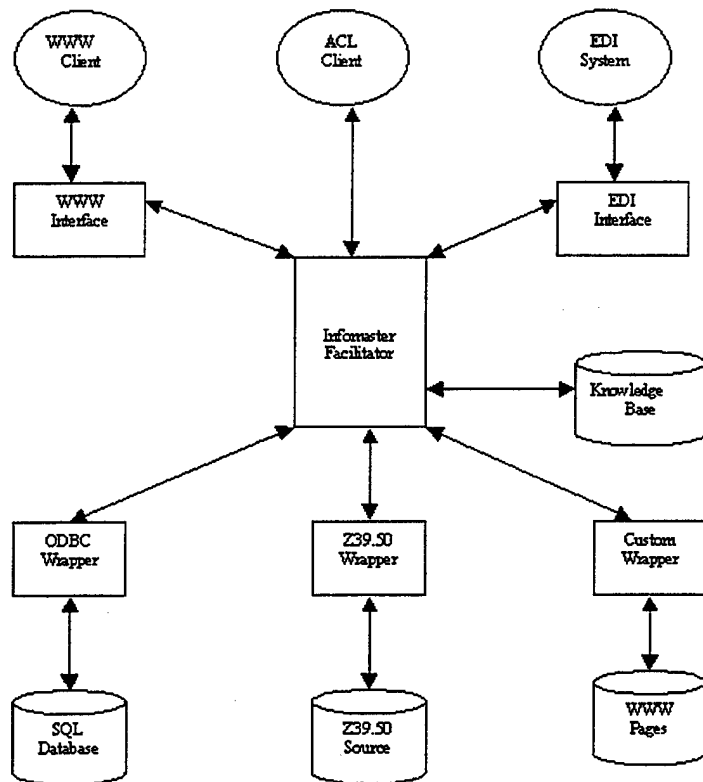 WWW
Client
ACL
Client
EDI
System
WWW
Interface
EDI
Interface
Infomaster
Facilitator
Knowledge
Base
ODBC
Wrapper
Z39.50
Wrapper
Custom
Wrapper
SQL
Database
Z39.50
Source
WWW
Pages